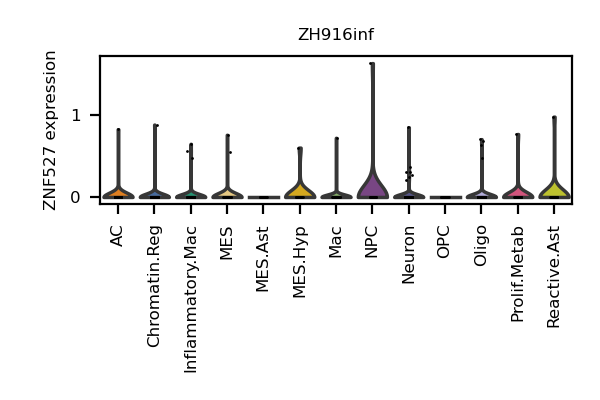 ZH916inf
ZNF527 expression
1
0
AC
Chromatin.Reg
Inflammatory.Mac
MES
MES.Ast
MES.Hyp
Mac
NPC
Neuron
OPC
Oligo
Prolif.Metab
Reactive.Ast